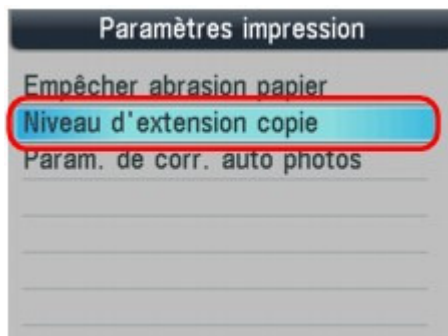 Paramètres impression
Empêcher abrasion papier
Niveau d'extension copie
Param. de corr. auto photos